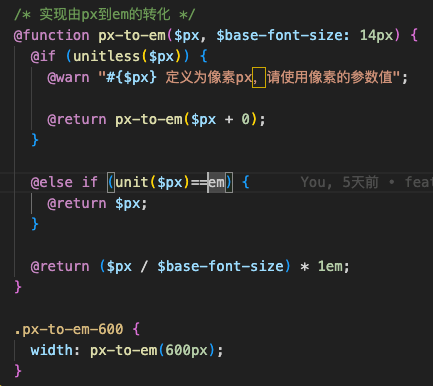 /* 实现由px到em的转化 */
@function px-to-em($px, $base-font-size: 14px) {
@if (unitless($px)) {
@warn "#{$px} 定义为像素px，请使用像素的参数值";
@return px-to-em($px + 0);
}
@else if (unit($px)==em) { You, 5天前 • feat
@return $px;
}
@return ($px / $base-font-size) * 1em;
}
.px-to-em-600 {
width: px-to-em(600px);
}